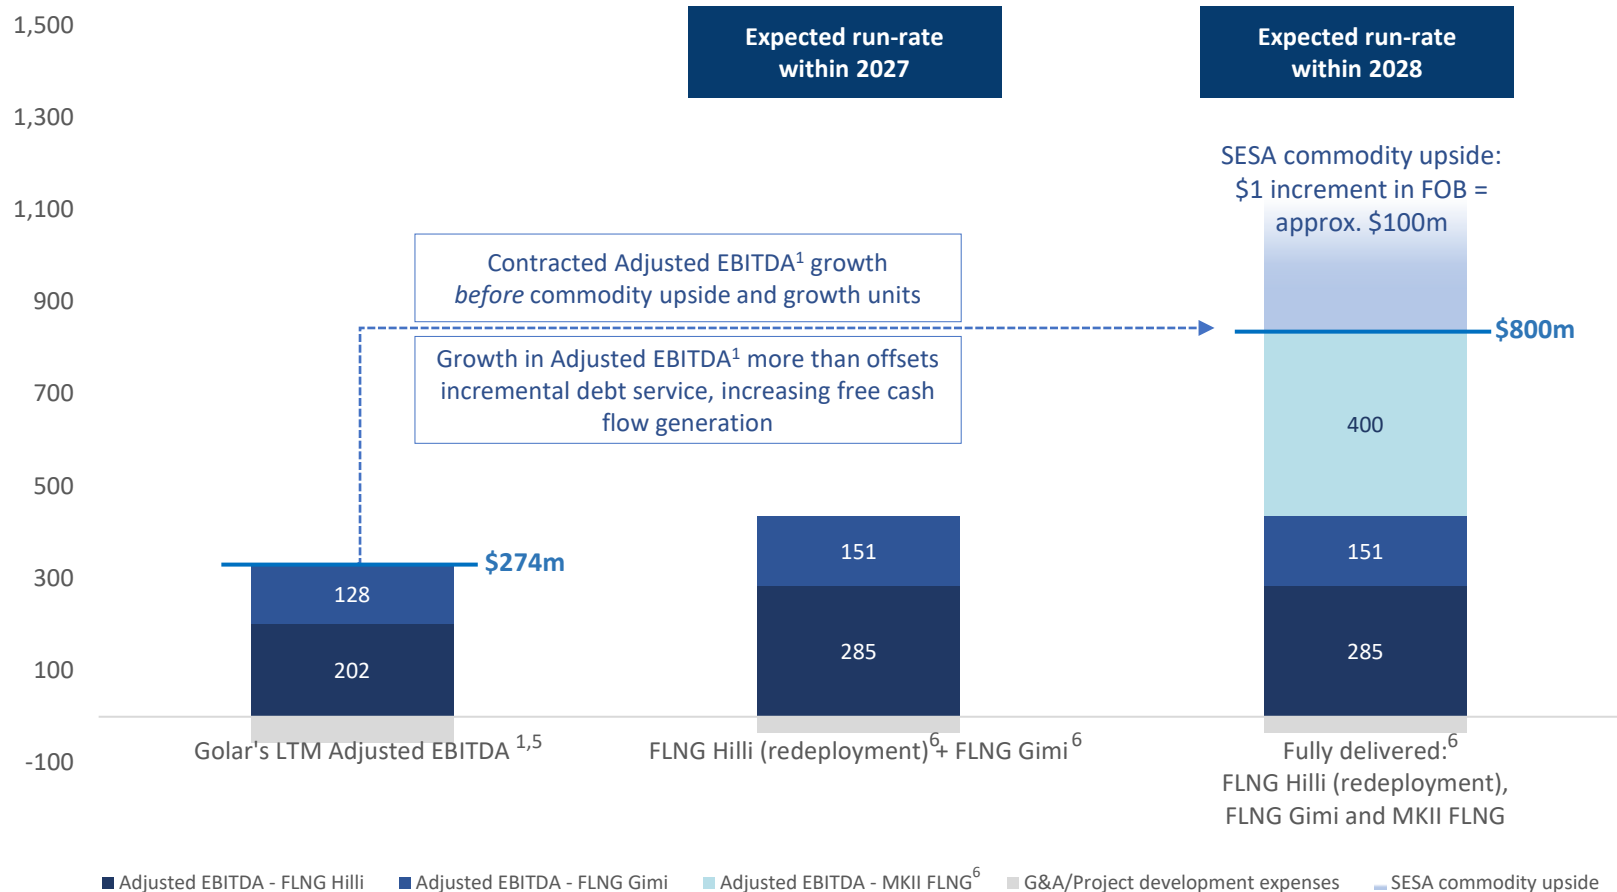 1,500
1,300
1,100
900
700
500
300
100
-100
Expected run-rate
within 2027
Expected run-rate
within 2028
SESA commodity upside:
$1 increment in FOB =
approx. $100m
Contracted Adjusted EBITDA1 growth
before commodity upside and growth units
Growth in Adjusted EBITDA1 more than offsets
incremental debt service, increasing free cash
flow generation
$274m
128
202
151
285
$800m
400
151
285
Golar's LTM Adjusted EBITDA 1,5
FLNG Hilli (redeployment)6+ FLNG Gimi 6
Fully delivered:6
FLNG Hilli (redeployment),
FLNG Gimi and MKII FLNG
Adjusted EBITDA - FLNG Hilli
Adjusted EBITDA - FLNG Gimi
Adjusted EBITDA - MKII FLNG6
G&A/Project development expenses
SESA commodity upside